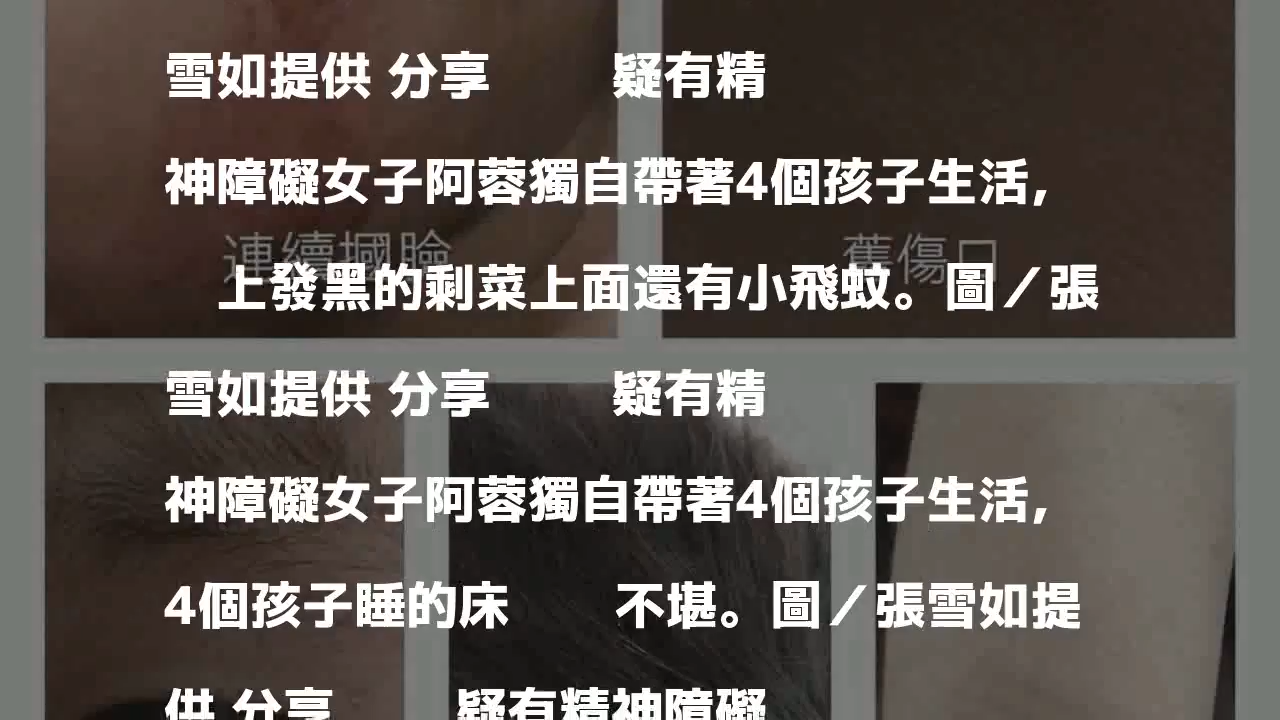 雪如提供 分享 疑有精
神障礙女子阿蓉獨自帶著4個孩子生活,
連續摑臉 舊傷口
上發黑的剩菜上面還有小飛蚊。圖／張
雪如提供 分享 疑有精
神障礙女子阿蓉獨自帶著4個孩子生活,
4個孩子睡的床 不堪。圖／張雪如提
供 分享 疑有精神障礙